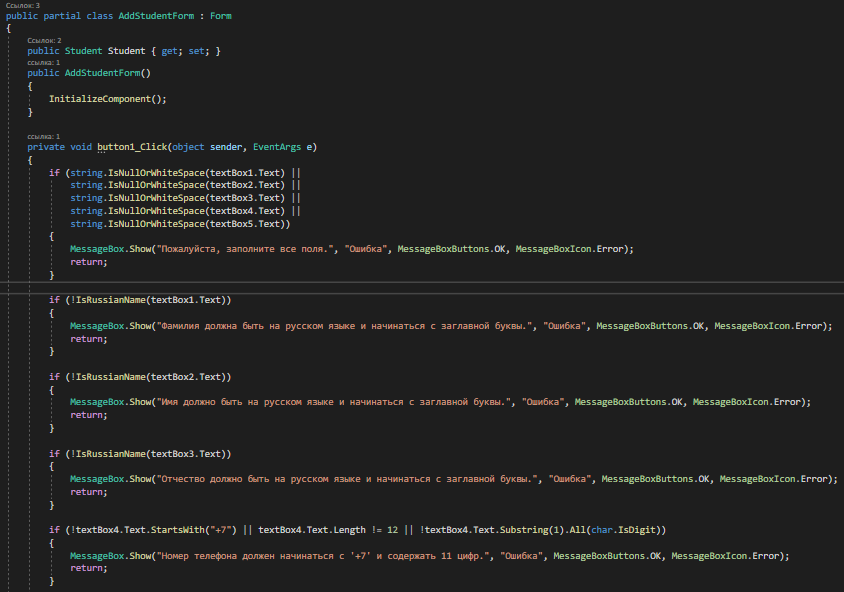 Ссылок: 3
public partial class AddStudentForm : Form
{
Ссылок: 2
public Student Student { get; set; }
ссылка: 1
public AddStudentForm()
{
InitializeComponent();
}
ссылка: 1
private void button1_Click(object sender, EventArgs e)
{
if (string.IsNullOrWhiteSpace(textBox1.Text) ||
string.IsNullOrWhiteSpace(textBox2.Text) ||
string.IsNullOrWhiteSpace(textBox3.Text) ||
string.IsNullOrWhiteSpace(textBox4.Text) ||
string.IsNullOrWhiteSpace(textBox5.Text))
{
MessageBox.Show("Пожалуйста, заполните все поля.", "Ошибка", MessageBoxButtons.OK, MessageBoxIcon.Error);
return;
}
if (!IsRussianName(textBox1.Text))
{
MessageBox.Show("Фамилия должна быть на русском языке и начинаться с заглавной буквы.", "Ошибка", MessageBoxButtons.OK, MessageBoxIcon.Error);
return;
}
if (!IsRussianName(textBox2.Text))
{
MessageBox.Show("Имя должно быть на русском языке и начинаться с заглавной буквы.", "Ошибка", MessageBoxButtons.OK, MessageBoxIcon.Error);
return;
}
if (!IsRussianName(textBox3.Text))
{
MessageBox.Show("Отчество должно быть на русском языке и начинаться с заглавной буквы.", "Ошибка", MessageBoxButtons.OK, MessageBoxIcon.Error);
return;
}
if (!textBox4.Text.StartsWith("+7") || textBox4.Text.Length != 12 || !textBox4.Text.Substring(1).All(char.IsDigit))
{
MessageBox.Show("Номер телефона должен начинаться с '+7' и содержать 11 цифр.", "Ошибка", MessageBoxButtons.OK, MessageBoxIcon.Error);
return;
}